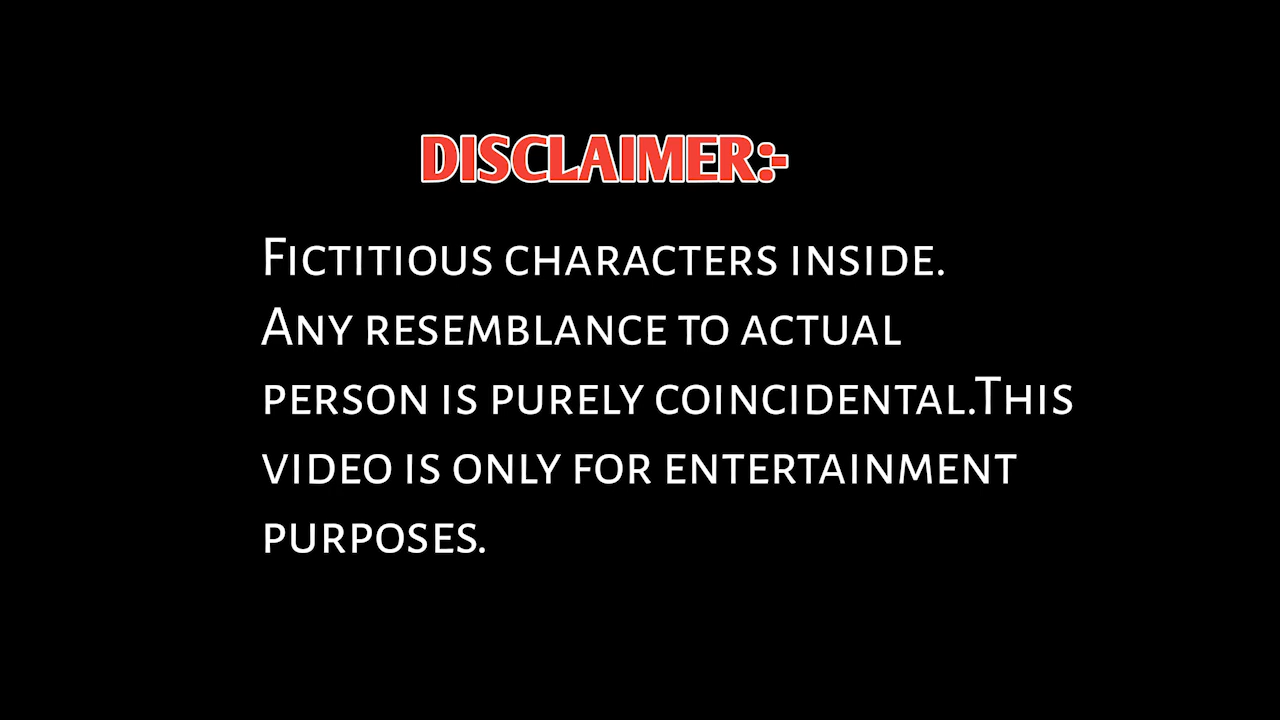 DISCLAIMER:-
Fictitious characters inside.
Any resemblance to actual
person is purely coincidental.This
video is only for entertainment
purposes.